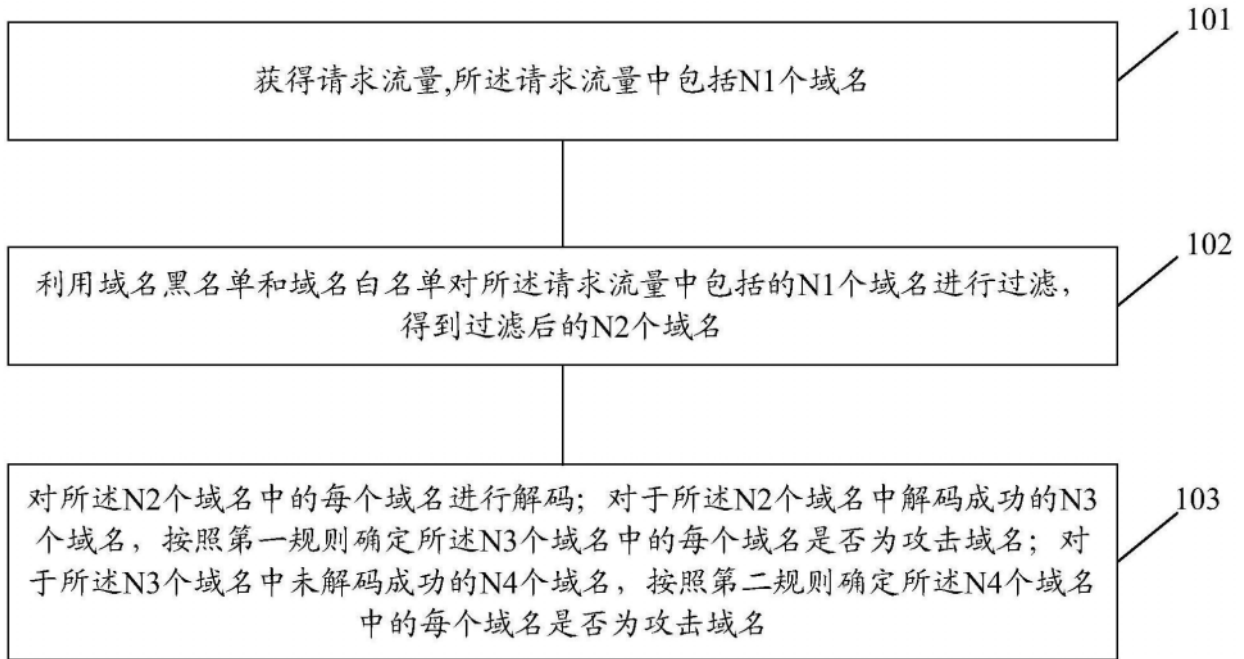 101
获得请求流量,所述请求流量中包括N1个域名
102
利用域名黑名单和域名白名单对所述请求流量中包括的N1个域名进行过滤，
得到过滤后的N2个域名
对所述N2个域名中的每个域名进行解码；对于所述N2个域名中解码成功的N3
个域名，按照第一规则确定所述N3个域名中的每个域名是否为攻击域名；对
于所述N3个域名中未解码成功的N4个域名，按照第二规则确定所述N4个域名
中的每个域名是否为攻击域名
103